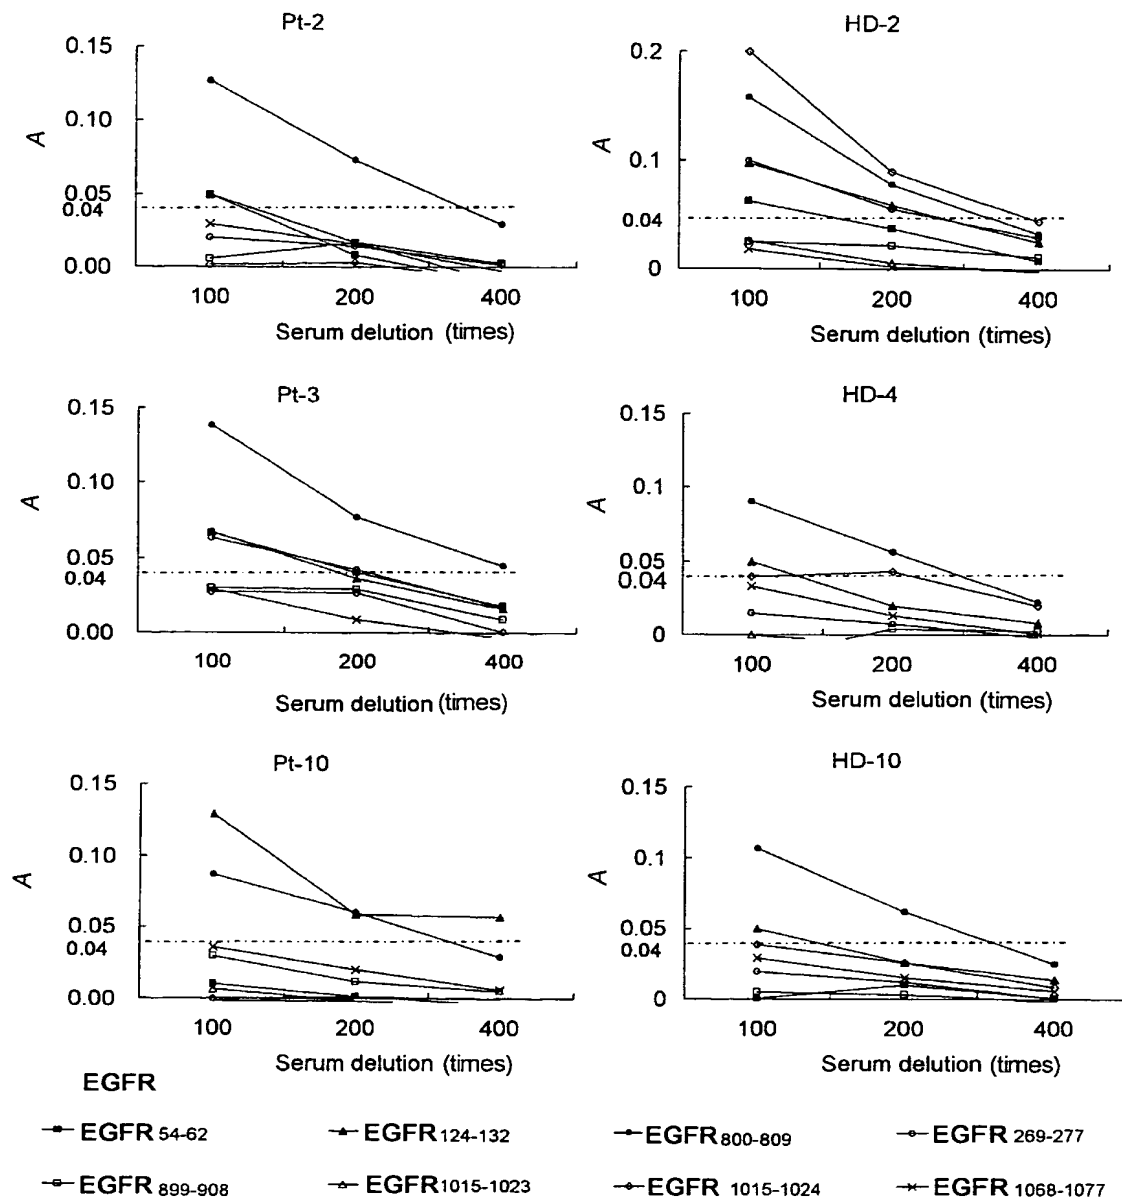 Pt-2
0.15
0.10
0.05
0.04
0.00
A
100 200 400
Serum delution (times)
HD-2
0.2
0.1
0.04
0
A
100 200 400
Serum delution (times)
Pt-3
0.15
0.10
0.05
0.04
0.00
A
100 200 400
Serum delution (times)
HD-4
0.15
0.1
0.05
0.04
0
A
100 200 400
Serum delution (times)
Pt-10
0.15
0.10
0.05
0.04
0.00
A
100 200 400
Serum delution (times)
HD-10
0.15
0.1
0.05
0.04
0
A
100 200 400
Serum delution (times)
EGFR
EGFR 54-62 EGFR 124-132 EGFR 800-809 EGFR 269-277
EGFR 899-908 EGFR 1015-1023 EGFR 1015-1024 EGFR 1068-1077